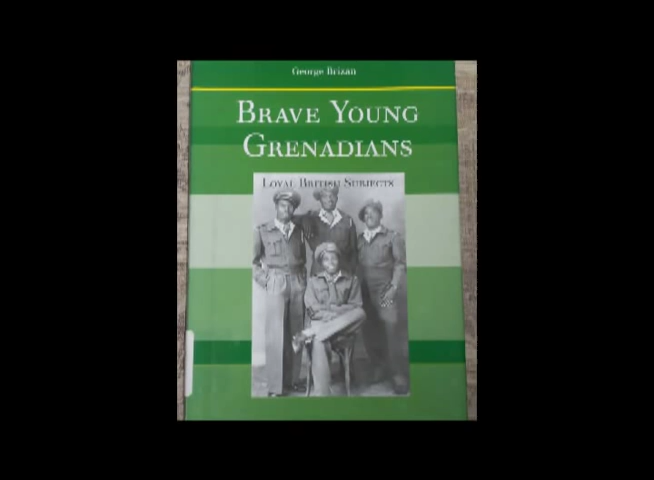 George Brizan
BRAVE YOUNG
GRENADIANS
LOYAL BRITISH SUBJECTS